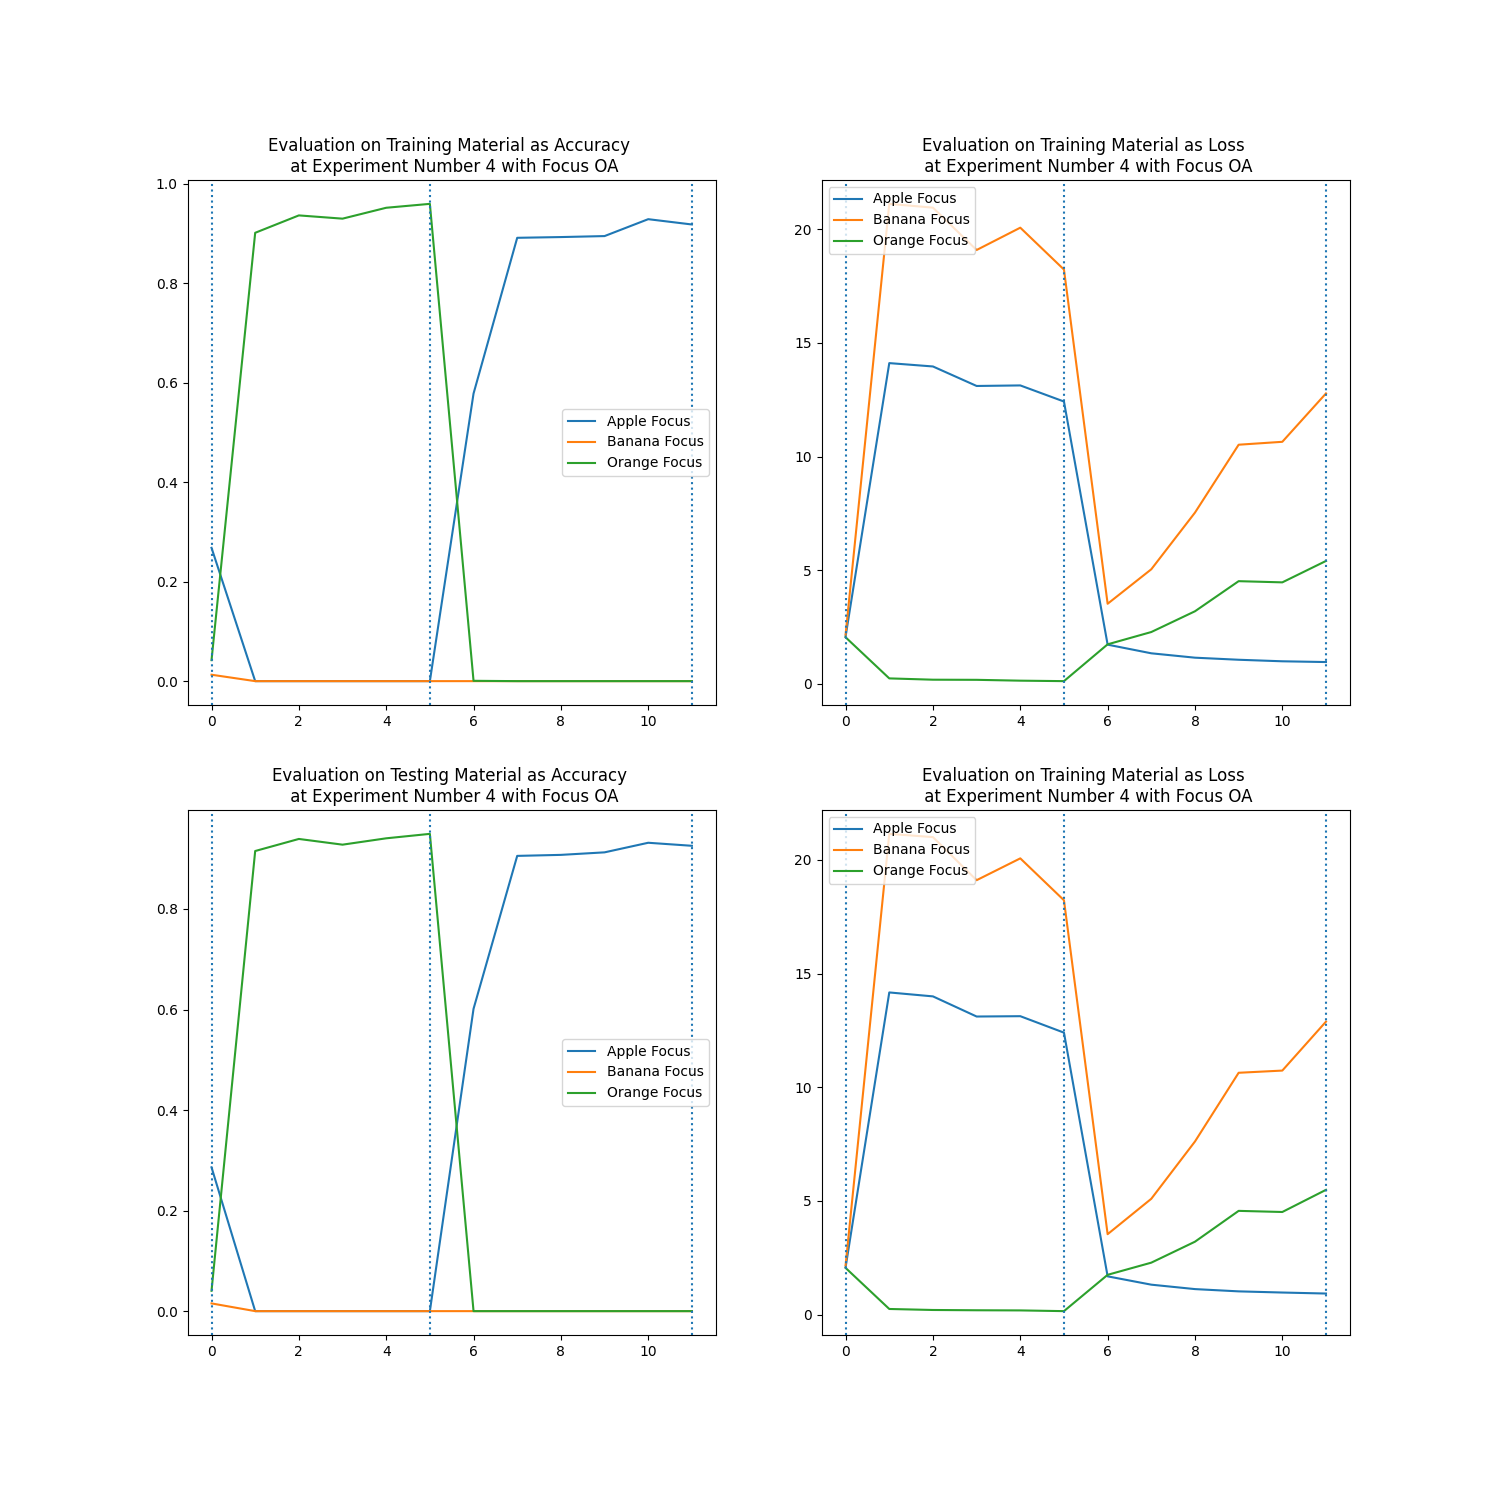 Evaluation on Training Material as Accuracy
at Experiment Number 4 with Focus OA
1.0
0.8
0.6
0.4
0.2
0.0
0 2 4 6 8 10
Apple Focus
Banana Focus
Orange Focus
Evaluation on Training Material as Loss
at Experiment Number 4 with Focus OA
20
15
10
5
0
0 2 4 6 8 10
Apple Focus
Banana Focus
Orange Focus
Evaluation on Testing Material as Accuracy
at Experiment Number 4 with Focus OA
0.8
0.6
0.4
0.2
0.0
0 2 4 6 8 10
Apple Focus
Banana Focus
Orange Focus
Evaluation on Training Material as Loss
at Experiment Number 4 with Focus OA
20
15
10
5
0
0 2 4 6 8 10
Apple Focus
Banana Focus
Orange Focus